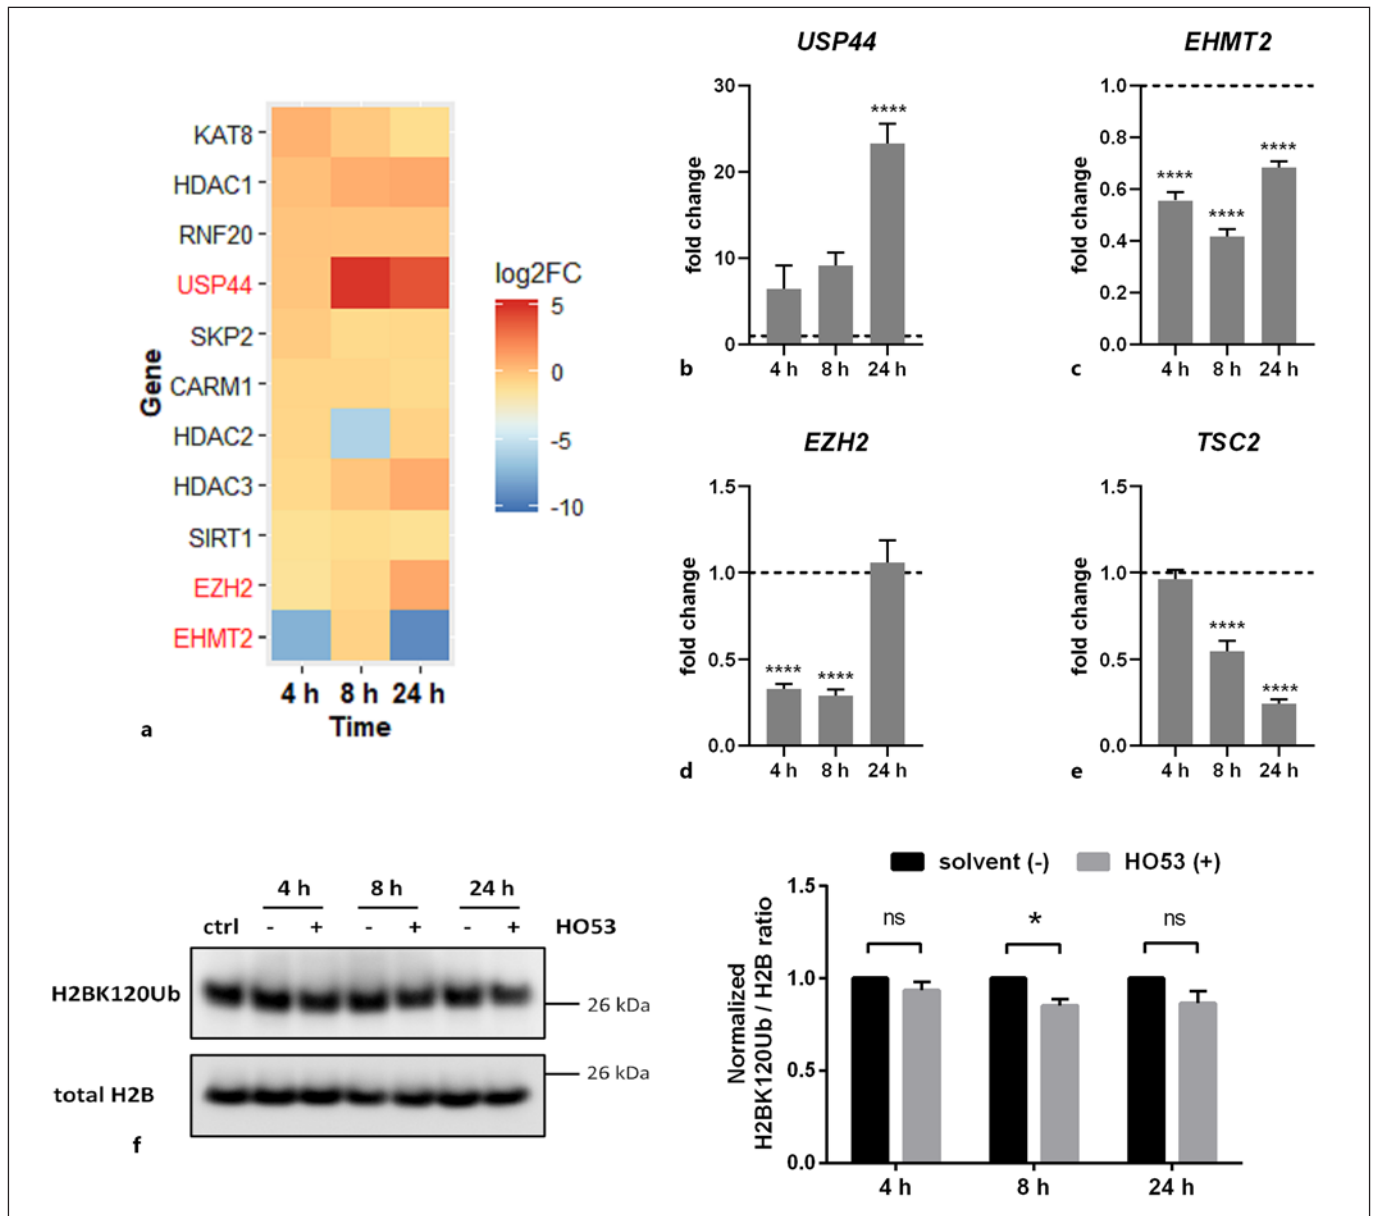 KAT8
HDAC1
RNF20
USP44
SKP2
CARM1
HDAC2
HDAC3
SIRT1
EZH2
EHMT2
Gene
4 h 8 h 24 h
Time
log2FC
5
0
-5
-10
a
USP44
30
20
10
0
fold change
****
4 h 8 h 24 h
b
EHMT2
1.0
0.8
0.6
0.4
0.2
0.0
fold change
**** **** ****
4 h 8 h 24 h
c
EZH2
1.5
1.0
0.5
0.0
fold change
**** ****
4 h 8 h 24 h
d
TSC2
1.5
1.0
0.5
0.0
fold change
**** ****
4 h 8 h 24 h
e
4 h 8 h 24 h
ctrl - + - + - + HO53
H2BK120Ub
26 kDa
26 kDa
total H2B
f
solvent (-) HO53 (+)
1.5
1.0
0.5
0.0
Normalized
H2BK120Ub / H2B ratio
ns * ns
4 h 8 h 24 h